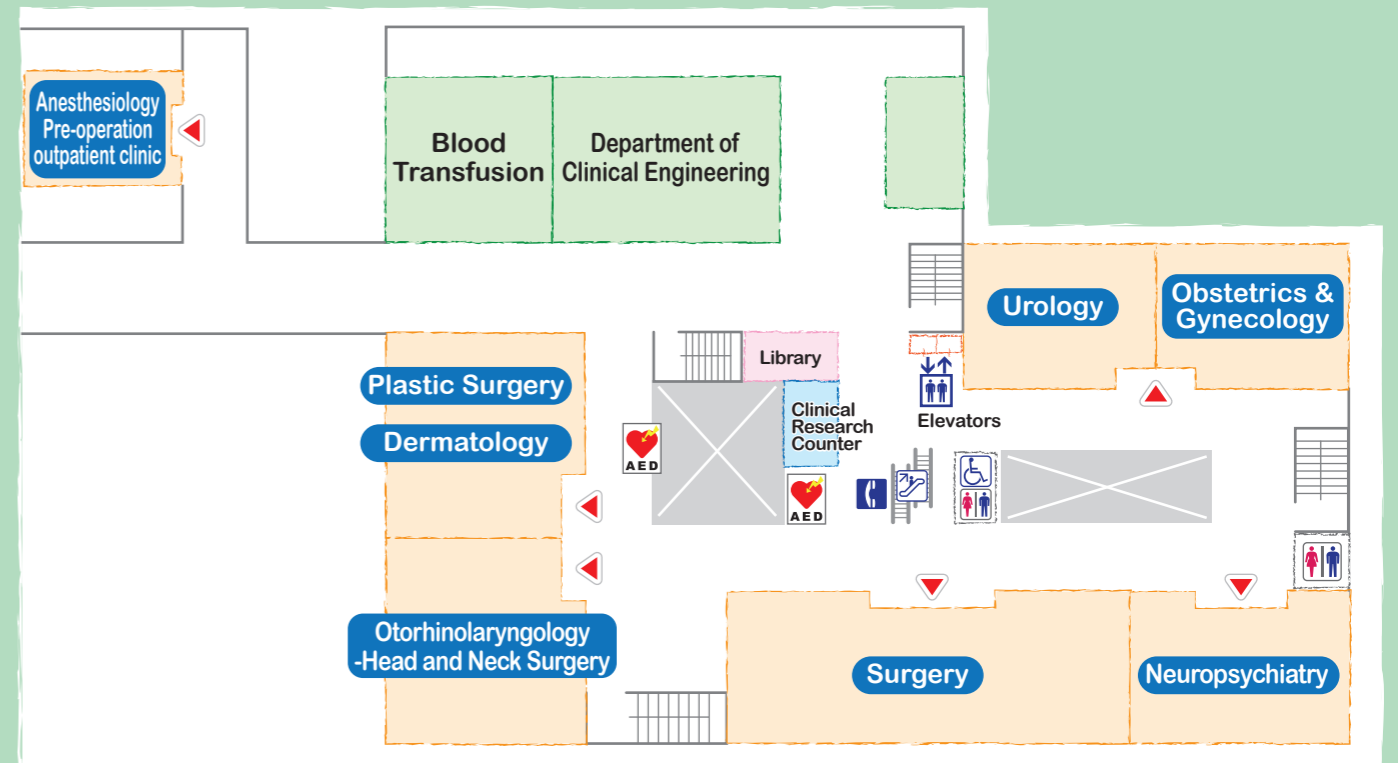 Anesthesiology
Pre-operation
outpatient clinic
Blood
Transfusion
Department of
Clinical Engineering
Urology
Obstetrics &
Gynecology
Library
Plastic Surgery
Dermatology
Clinical
Research
Counter
Elevators
AED
AED
Otorhinolaryngology
-Head and Neck Surgery
Surgery
Neuropsychiatry